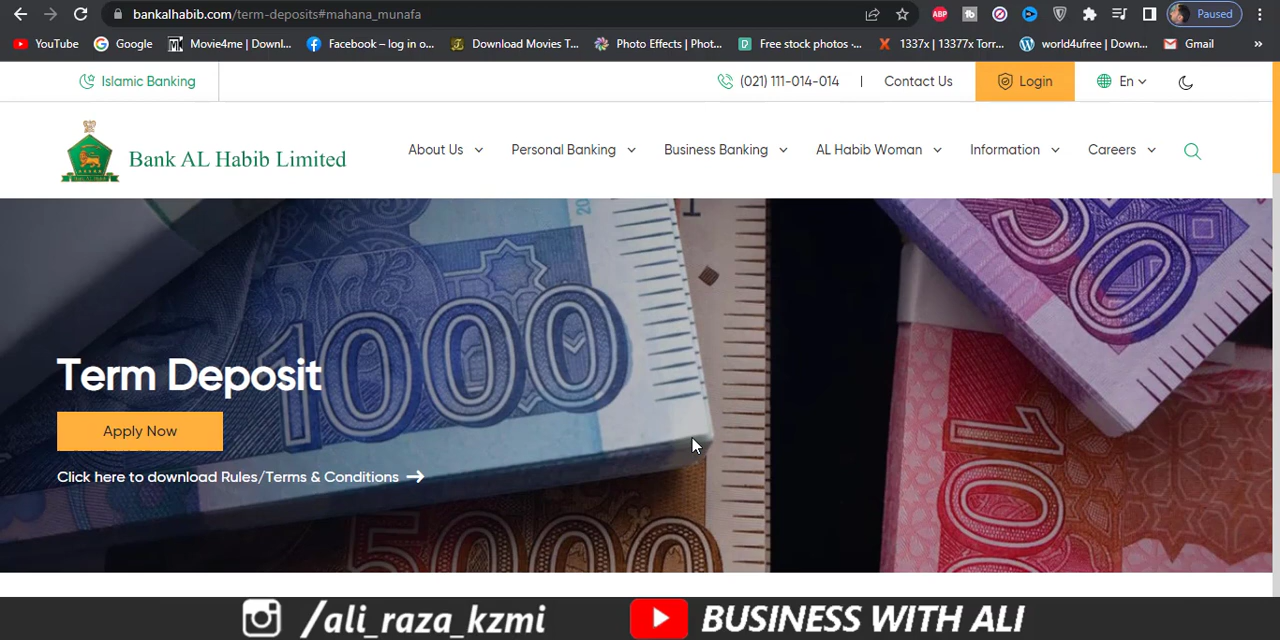 bankalhabib.com/term-deposits#mahana_munafa
Paused
YouTube
Google
Movie4me | Downl...
Facebook – log in o...
Download Movies T...
Photo Effects | Phot...
Free stock photos -...
1337x | 13377x Torr...
world4ufree | Down...
Gmail
»
Islamic Banking
(021) 111-014-014 | Contact Us
Login
En
Bank AL Habib Limited
About Us
Personal Banking
Business Banking
AL Habib Woman
Information
Careers
1000
50
100
5000
Term Deposit
Apply Now
Click here to download Rules/Terms & Conditions →
/ali_raza_kzmi
BUSINESS WITH ALI